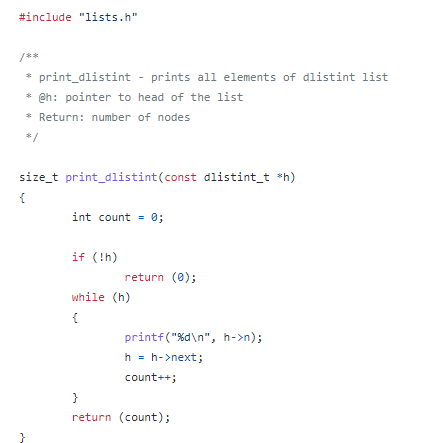 #include "lists.h"
/**
 * print_dlistint - prints all elements of dlistint list
 * @h: pointer to head of the list
 * Return: number of nodes
 */
size_t print_dlistint(const dlistint_t *h)
{
	int count = 0;
	if (!h)
		return (0);
	while (h)
	{
		printf("%d\n", h->n);
		h = h->next;
		count++;
	}
	return (count);
}